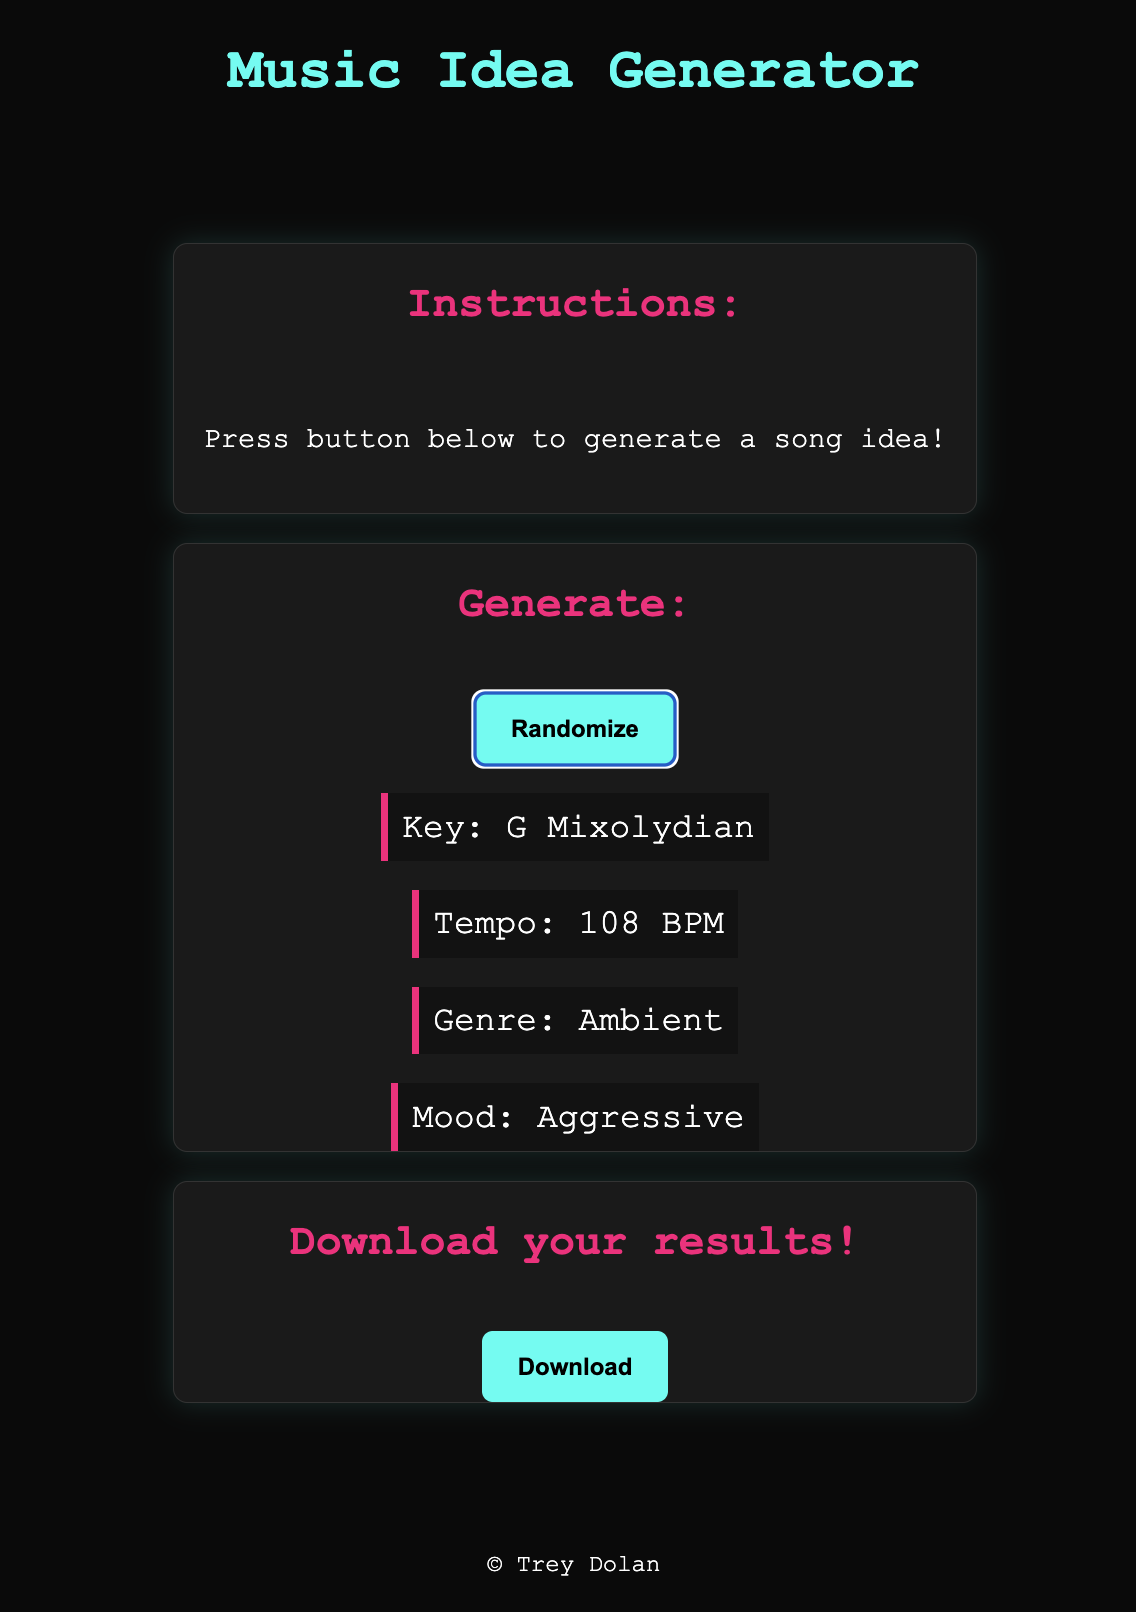 Music Idea Generator
Instructions:
Press button below to generate a song idea!
Generate:
Randomize
Key: G Mixolydian
Tempo: 108 BPM
Genre: Ambient
Mood: Aggressive
Download your results!
Download
© Trey Dolan